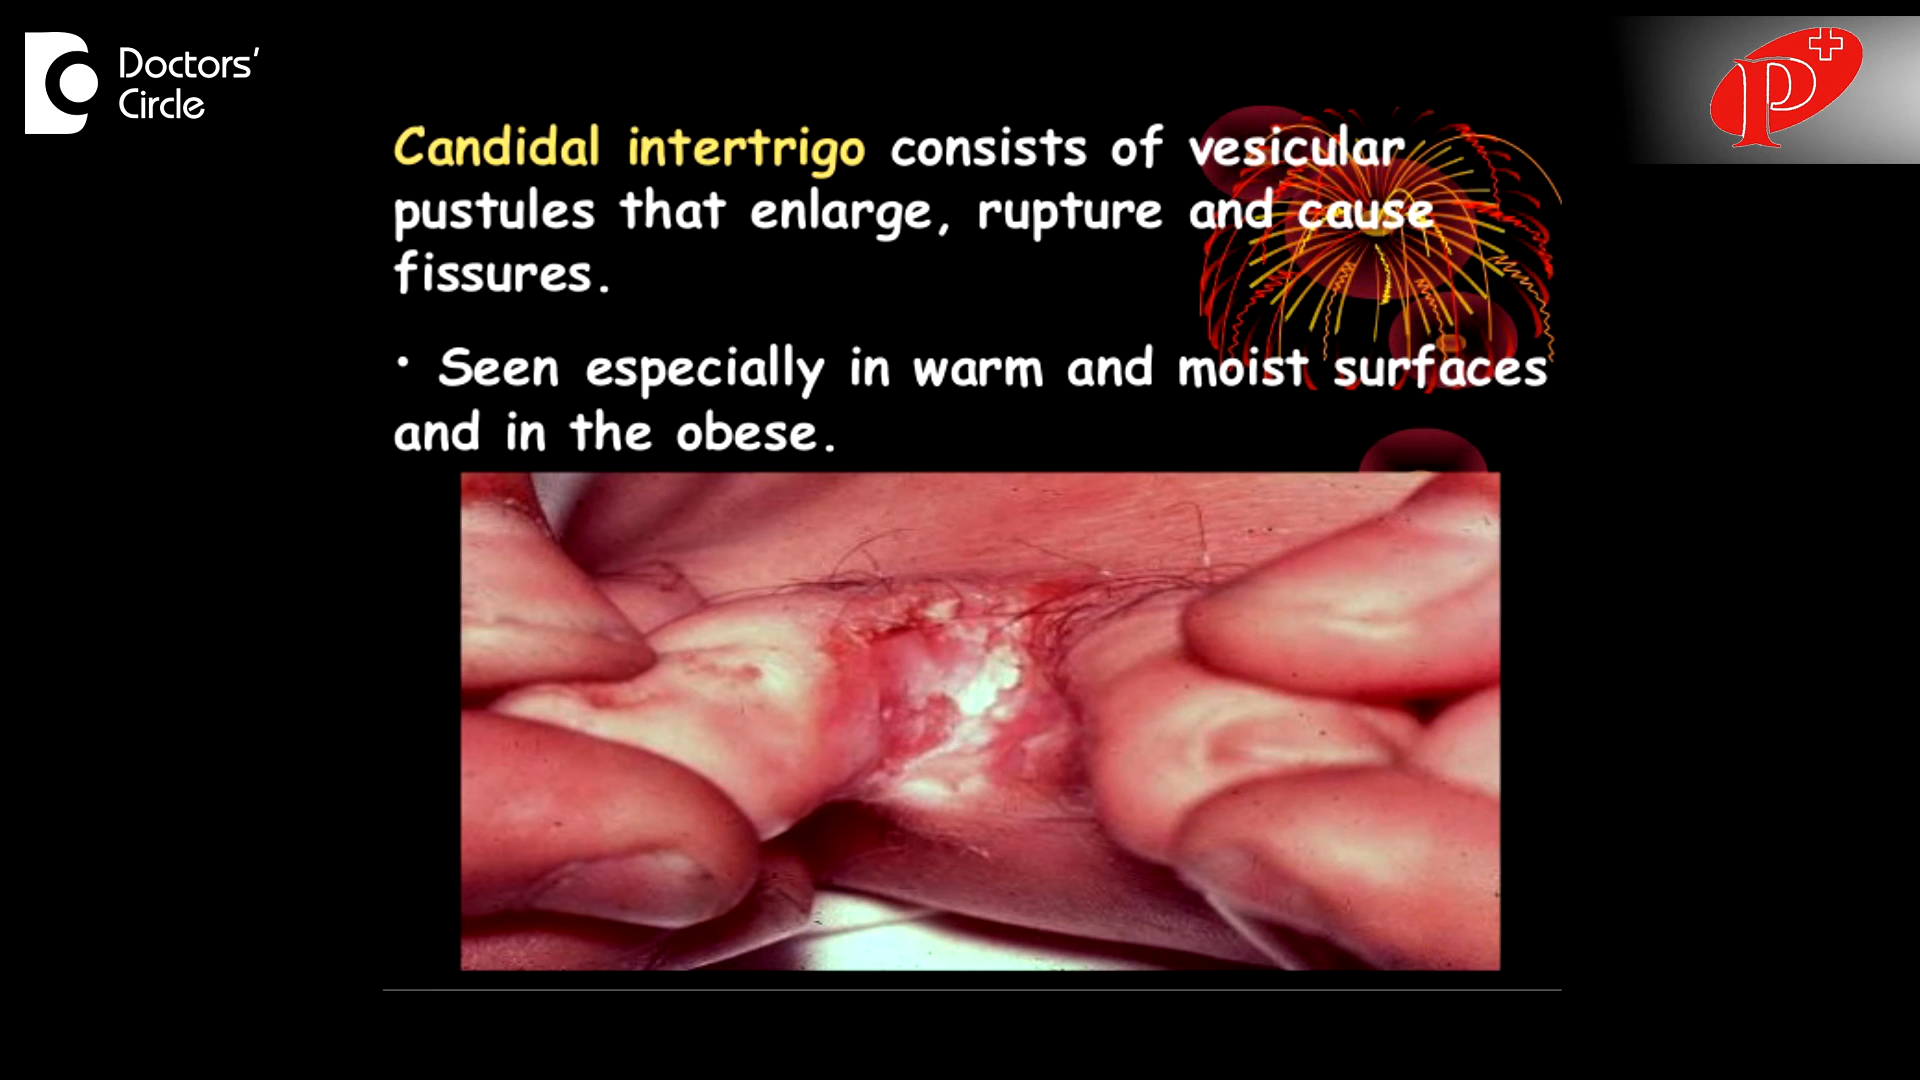 Doctors'
Circle
P
Candidal intertrigo consists of vesicular
pustules that enlarge, rupture and cause
fissures.
• Seen especially in warm and moist surfaces
and in the obese.